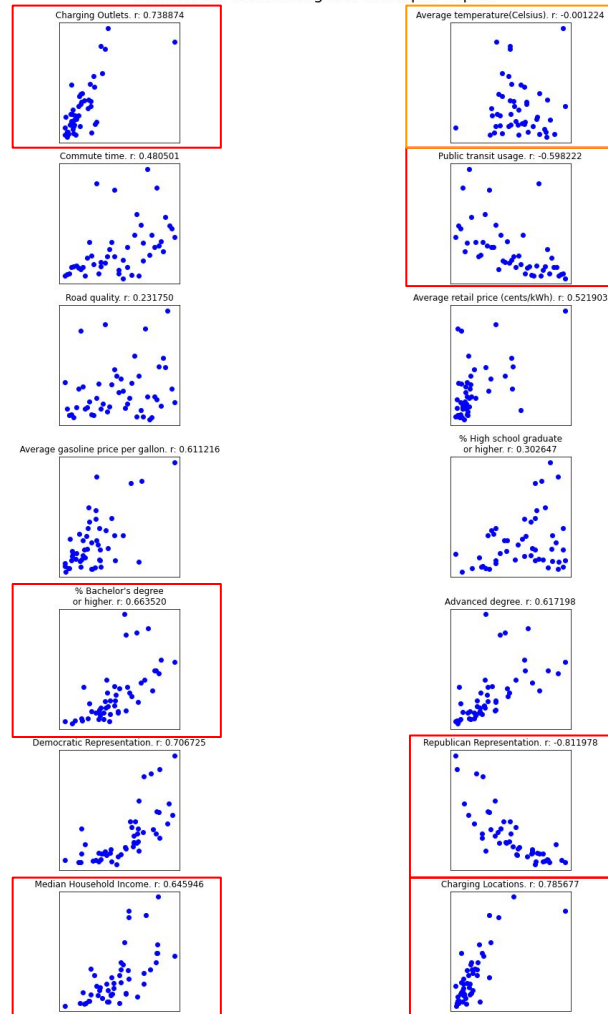 Charging Outlets. r: 0.738874
Average temperature(Celsius). r: -0.001224
Commute time. r: 0.480501
Public transit usage. r: -0.598222
Road quality. r: 0.231750
Average retail price (cents/kWh). r: 0.521903
Average gasoline price per gallon. r: 0.611216
% High school graduate
or higher. r: 0.302647
% Bachelor's degree
or higher. r: 0.663520
Advanced degree. r: 0.617198
Democratic Representation. r: 0.706725
Republican Representation. r: -0.811978
Median Household Income. r: 0.645946
Charging Locations. r: 0.785677